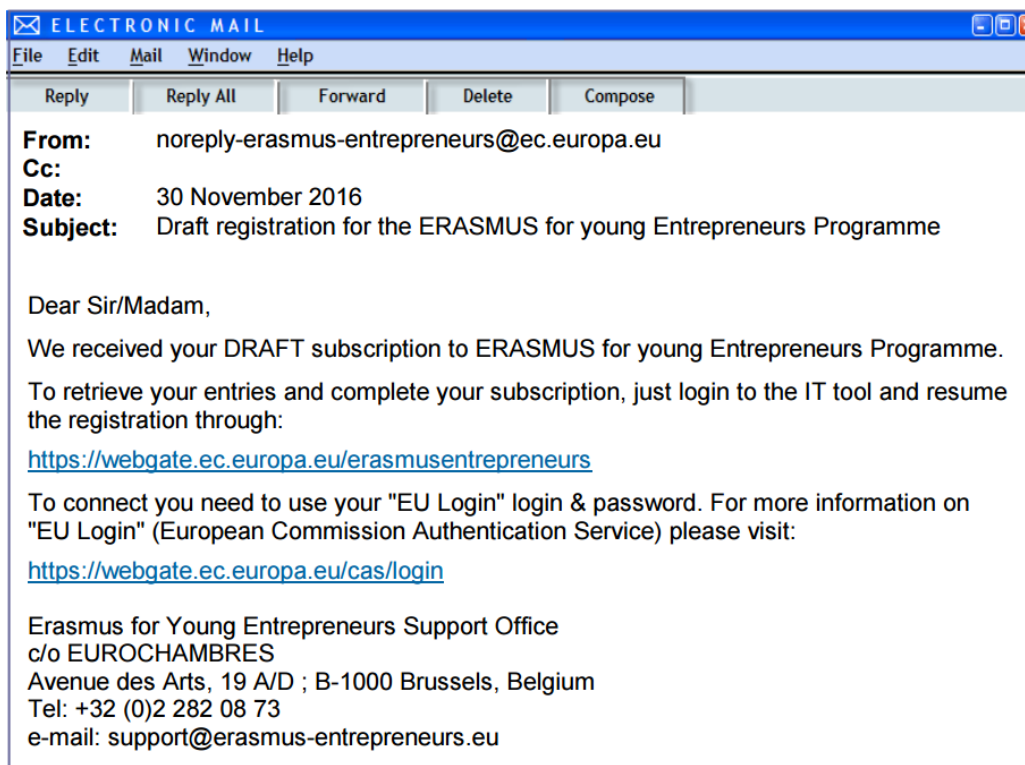 ELECTRONIC MAIL
File Edit Mail Window Help
Reply Reply All Forward Delete Compose
From: noreply-erasmus-entrepreneurs@ec.europa.eu
Cc:
Date: 30 November 2016
Subject: Draft registration for the ERASMUS for young Entrepreneurs Programme
Dear Sir/Madam,
We received your DRAFT subscription to ERASMUS for young Entrepreneurs Programme.
To retrieve your entries and complete your subscription, just login to the IT tool and resume
the registration through:
https://webgate.ec.europa.eu/erasmusentrepreneurs
To connect you need to use your "EU Login" login & password. For more information on
"EU Login" (European Commission Authentication Service) please visit:
https://webgate.ec.europa.eu/cas/login
Erasmus for Young Entrepreneurs Support Office
c/o EUROCHAMBRES
Avenue des Arts, 19 A/D ; B-1000 Brussels, Belgium
Tel: +32 (0)2 282 08 73
e-mail: support@erasmus-entrepreneurs.eu